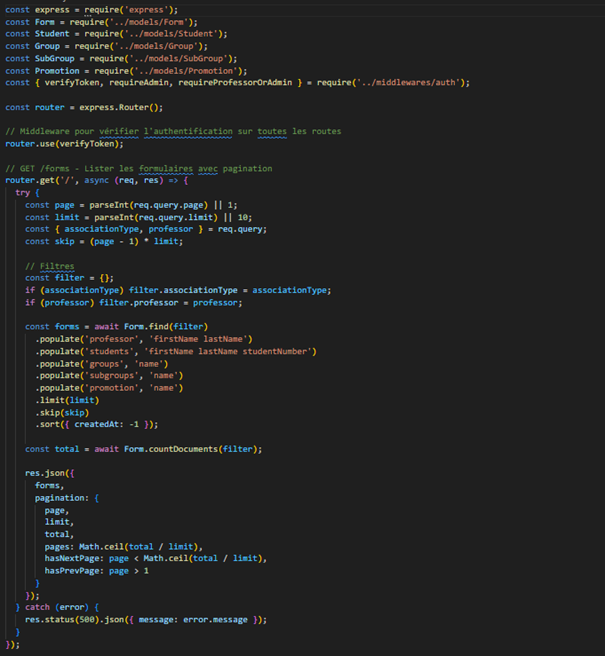 const express = require('express');
const Form = require('../models/Form');
const Student = require('../models/Student');
const Group = require('../models/Group');
const SubGroup = require('../models/SubGroup');
const Promotion = require('../models/Promotion');
const { verifyToken, requireAdmin, requireProfessorOrAdmin } = require('../middlewares/auth');

const router = express.Router();

// Middleware pour vérifier l'authentification sur toutes les routes
router.use(verifyToken);

// GET /forms - Lister les formulaires avec pagination
router.get('/', async (req, res) => {
  try {
    const page = parseInt(req.query.page) || 1;
    const limit = parseInt(req.query.limit) || 10;
    const { associationType, professor } = req.query;
    const skip = (page - 1) * limit;

    // Filtres
    const filter = {};
    if (associationType) filter.associationType = associationType;
    if (professor) filter.professor = professor;

    const forms = await Form.find(filter)
      .populate('professor', 'firstName lastName')
      .populate('students', 'firstName lastName studentNumber')
      .populate('groups', 'name')
      .populate('subgroups', 'name')
      .populate('promotion', 'name')
      .limit(limit)
      .skip(skip)
      .sort({ createdAt: -1 });

    const total = await Form.countDocuments(filter);

    res.json({
      forms,
      pagination: {
        page,
        limit,
        total,
        pages: Math.ceil(total / limit),
        hasNextPage: page < Math.ceil(total / limit),
        hasPrevPage: page > 1
      }
    });
  } catch (error) {
    res.status(500).json({ message: error.message });
  }
});